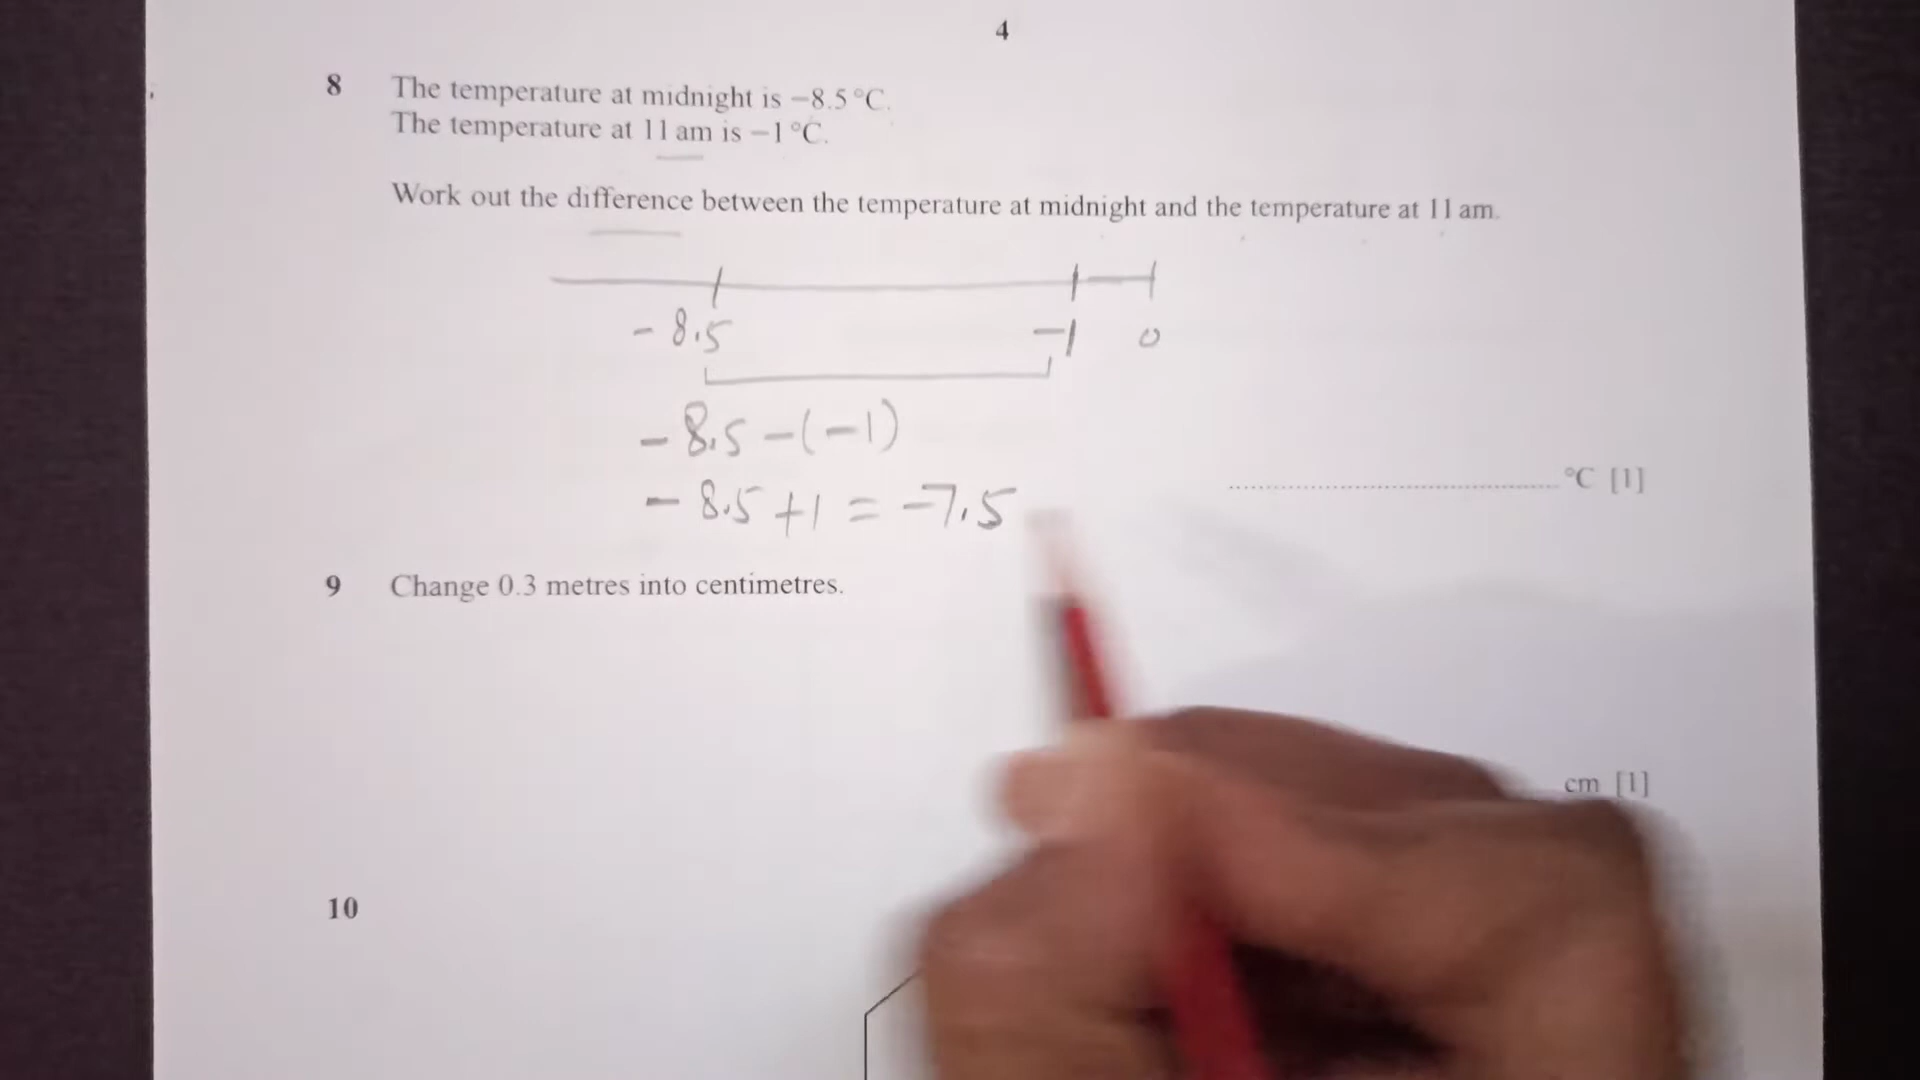 4
8 The temperature at midnight is −8.5 °C.
The temperature at 11 am is −1 °C.
Work out the difference between the temperature at midnight and the temperature at 11 am.
-8.5 -1 0
-8.5-(-1)
.......................................... °C [1]
-8.5+1 = -7.5
9 Change 0.3 metres into centimetres.
cm [1]
10